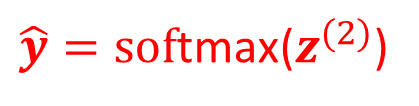 ŷ = softmax(z⁽²⁾)